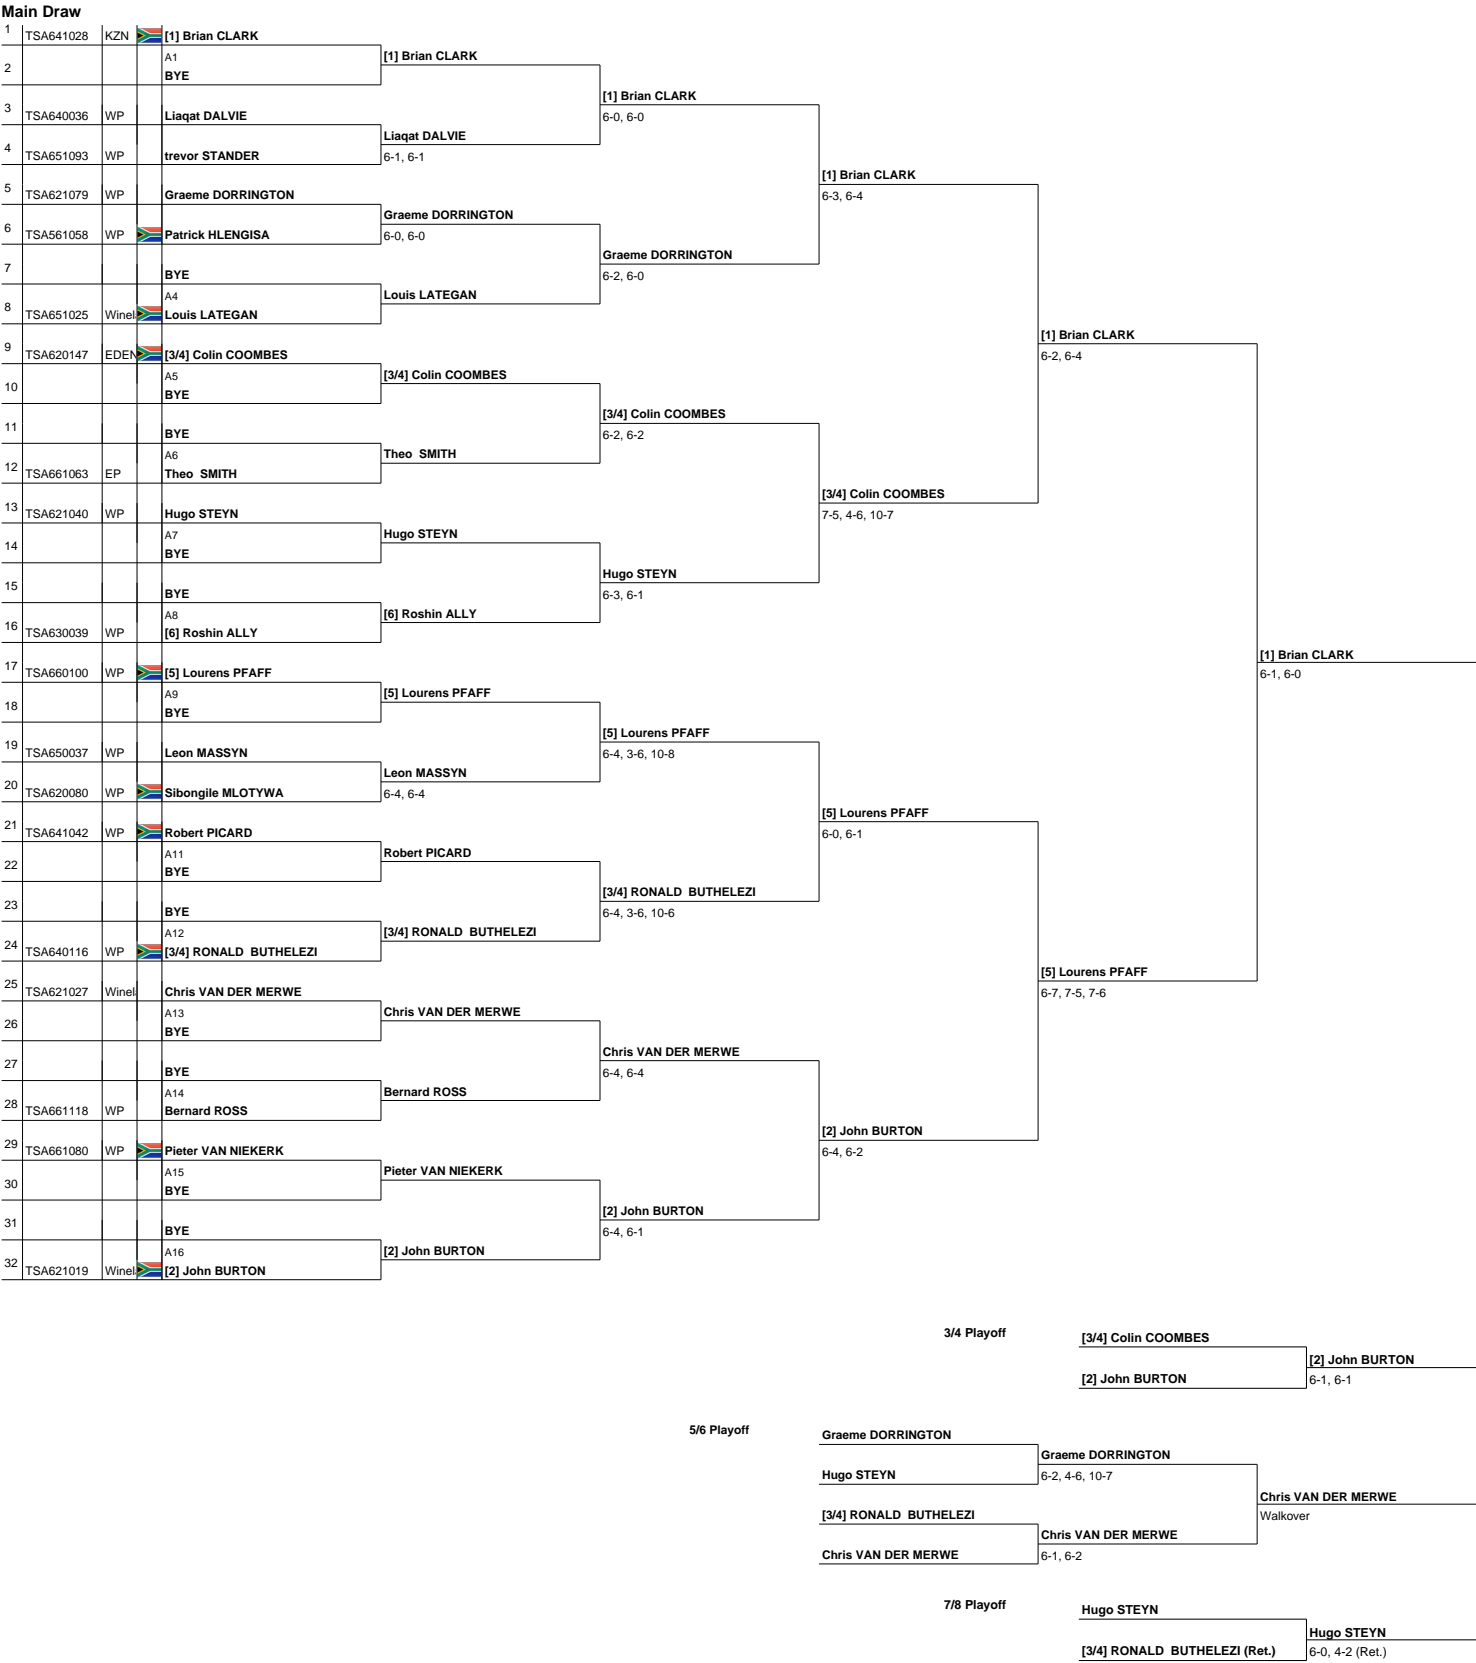 Main Draw
1 TSA641028 KZN [1] Brian CLARK
A1 [1] Brian CLARK
2 BYE
[1] Brian CLARK
3 TSA640036 WP Liaqat DALVIE 6-0, 6-0
Liaqat DALVIE
4 TSA651093 WP trevor STANDER 6-1, 6-1
[1] Brian CLARK
5 TSA621079 WP Graeme DORRINGTON 6-3, 6-4
Graeme DORRINGTON
6 TSA561058 WP Patrick HLENGISA 6-0, 6-0
Graeme DORRINGTON
7 BYE 6-2, 6-0
A4 Louis LATEGAN
8 TSA651025 Winel Louis LATEGAN
[1] Brian CLARK
9 TSA620147 EDEN [3/4] Colin COOMBES 6-2, 6-4
A5 [3/4] Colin COOMBES
10 BYE
[3/4] Colin COOMBES
11 BYE 6-2, 6-2
A6 Theo SMITH
12 TSA661063 EP Theo SMITH
[3/4] Colin COOMBES
13 TSA621040 WP Hugo STEYN 7-5, 4-6, 10-7
A7 Hugo STEYN
14 BYE
Hugo STEYN
15 BYE 6-3, 6-1
A8 [6] Roshin ALLY
16 TSA630039 WP [6] Roshin ALLY
[1] Brian CLARK
17 TSA660100 WP [5] Lourens PFAFF 6-1, 6-0
A9 [5] Lourens PFAFF
18 BYE
[5] Lourens PFAFF
19 TSA650037 WP Leon MASSYN 6-4, 3-6, 10-8
Leon MASSYN
20 TSA620080 WP Sibongile MLOTYWA 6-4, 6-4
[5] Lourens PFAFF
21 TSA641042 WP Robert PICARD 6-0, 6-1
A11 Robert PICARD
22 BYE
[3/4] RONALD BUTHELEZI
23 BYE 6-4, 3-6, 10-6
A12 [3/4] RONALD BUTHELEZI
24 TSA640116 WP [3/4] RONALD BUTHELEZI
[5] Lourens PFAFF
25 TSA621027 Winel Chris VAN DER MERWE 6-7, 7-5, 7-6
A13 Chris VAN DER MERWE
26 BYE
Chris VAN DER MERWE
27 BYE 6-4, 6-4
A14 Bernard ROSS
28 TSA661118 WP Bernard ROSS
[2] John BURTON
29 TSA661080 WP Pieter VAN NIEKERK 6-4, 6-2
A15 Pieter VAN NIEKERK
30 BYE
[2] John BURTON
31 BYE 6-4, 6-1
A16 [2] John BURTON
32 TSA621019 Winel [2] John BURTON
3/4 Playoff [3/4] Colin COOMBES
[2] John BURTON
[2] John BURTON 6-1, 6-1
5/6 Playoff Graeme DORRINGTON
Graeme DORRINGTON
Hugo STEYN 6-2, 4-6, 10-7
Chris VAN DER MERWE
[3/4] RONALD BUTHELEZI Walkover
Chris VAN DER MERWE
Chris VAN DER MERWE 6-1, 6-2
7/8 Playoff Hugo STEYN
Hugo STEYN
[3/4] RONALD BUTHELEZI (Ret.) 6-0, 4-2 (Ret.)